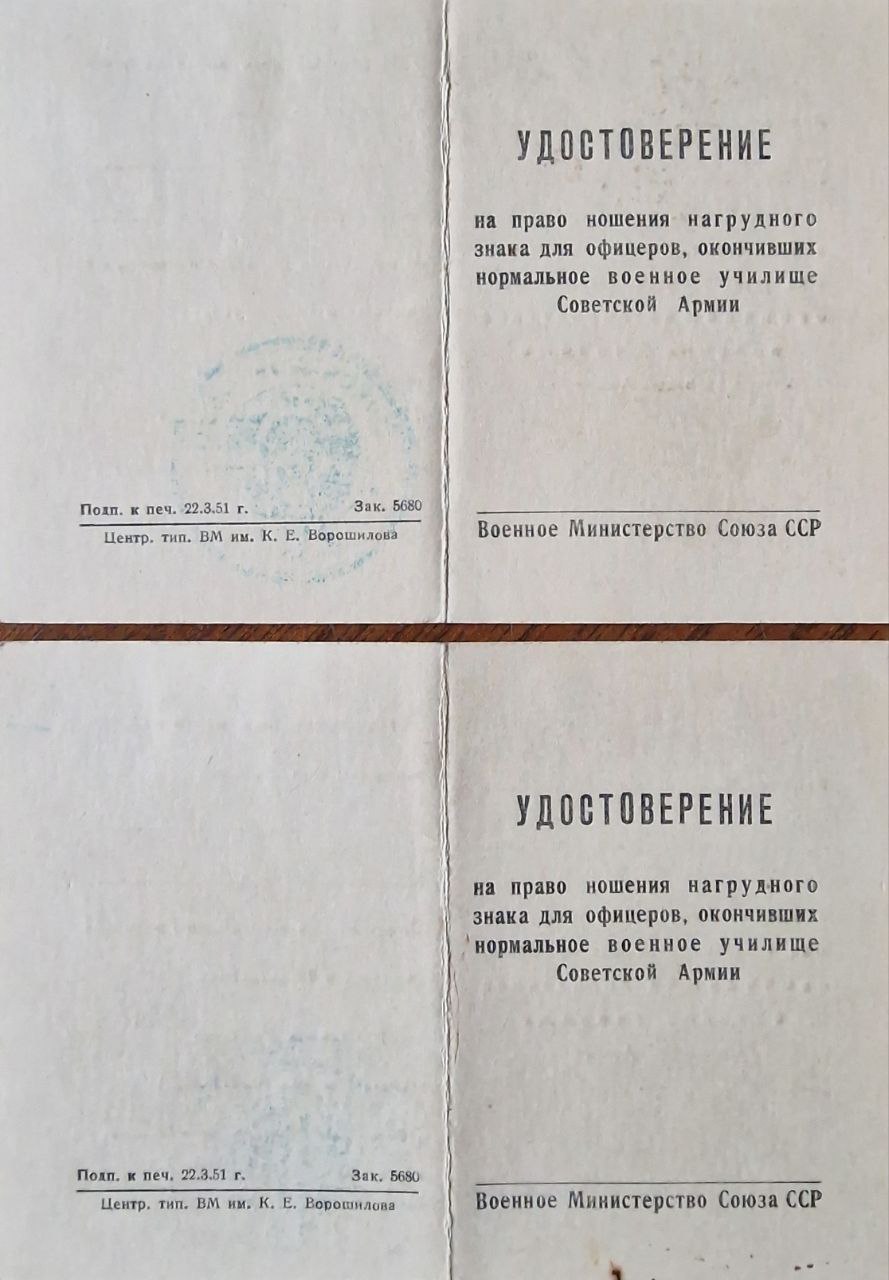 УДОСТОВЕРЕНИЕ
на право ношения нагрудного
знака для офицеров, окончивших
нормальное военное училище
Советской Армии
Военное Министерство Союза ССР
Подп. к печ. 22.3.51 г. Зак. 5680
Центр. тип. ВМ им. К. Е. Ворошилова
УДОСТОВЕРЕНИЕ
на право ношения нагрудного
знака для офицеров, окончивших
нормальное военное училище
Советской Армии
Военное Министерство Союза ССР
Подп. к печ. 22.3.51 г. Зак. 5680
Центр. тип. ВМ им. К. Е. Ворошилова